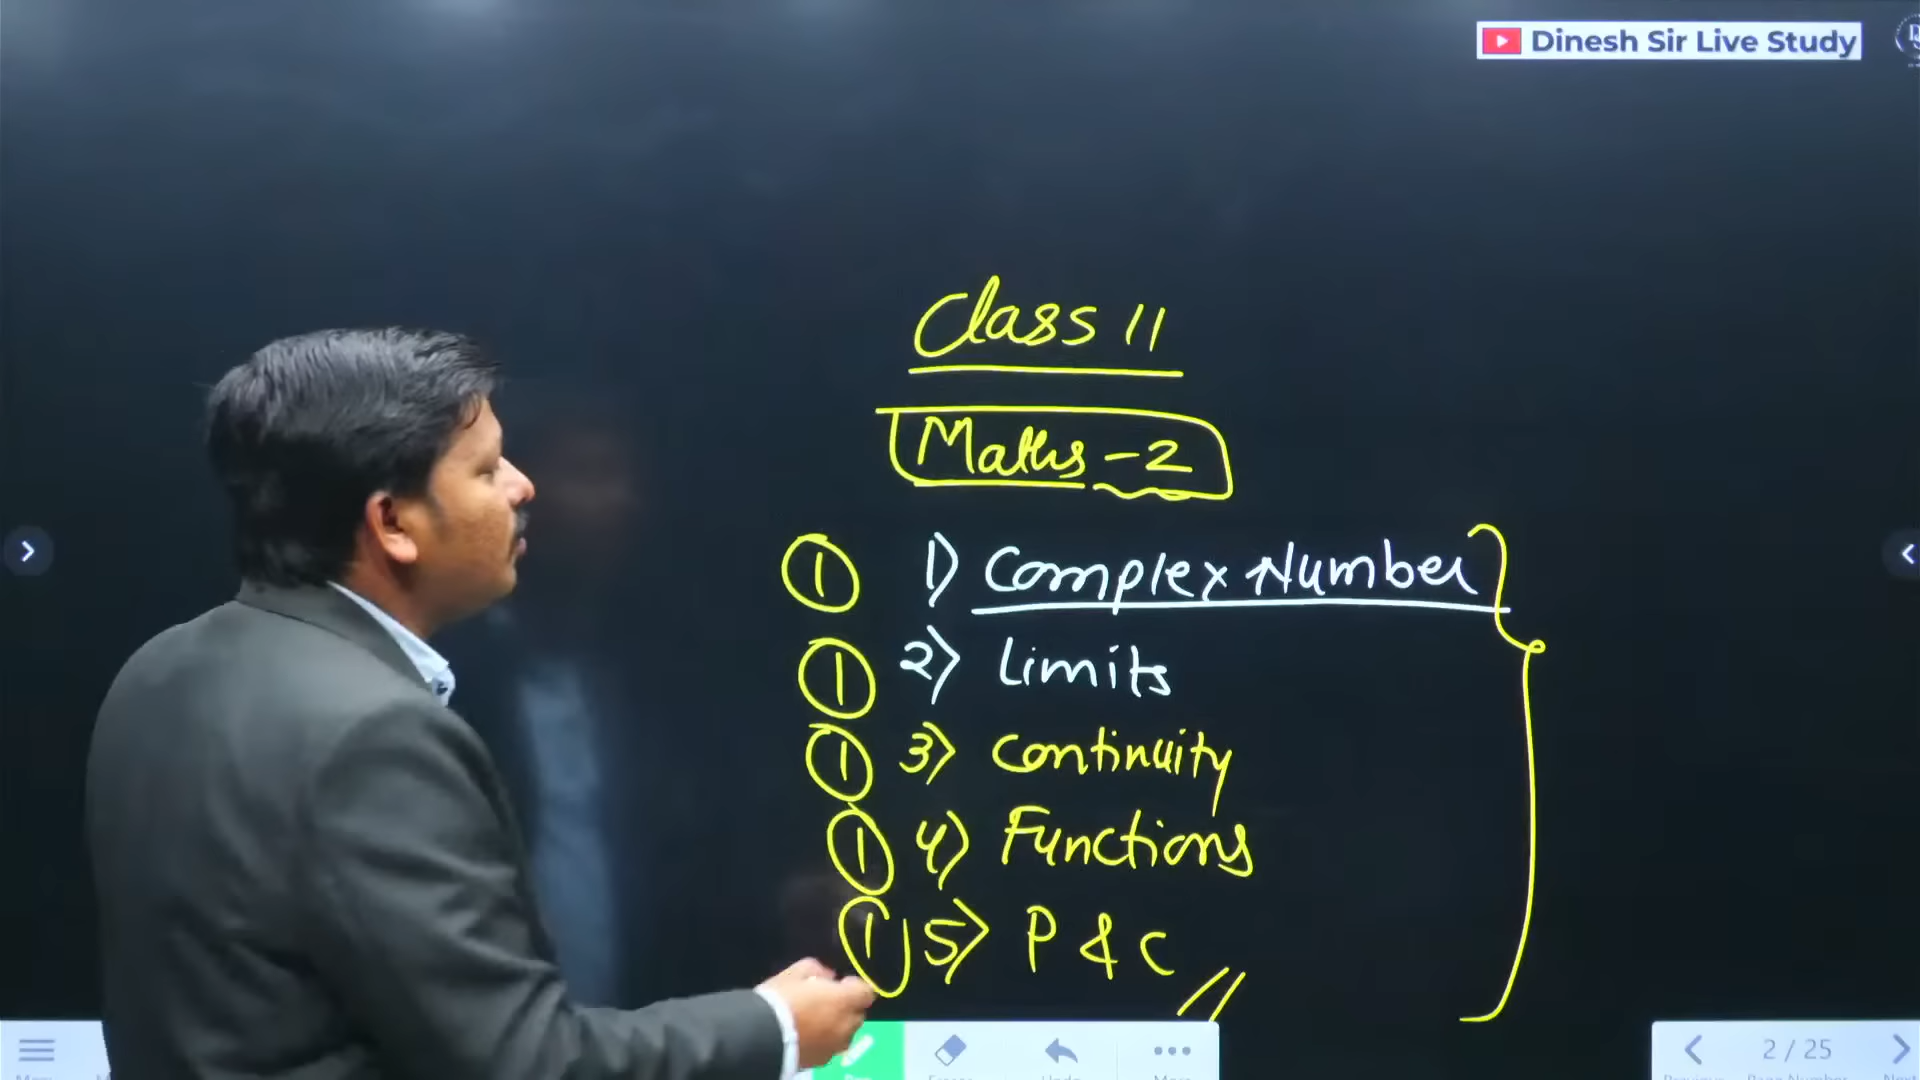 Dinesh Sir Live Study
Class 11
Maths - 2
① 1) Complex Number
① 2) Limits
① 3) Continuity
① 4) Functions
① 5) P & C
2 / 25